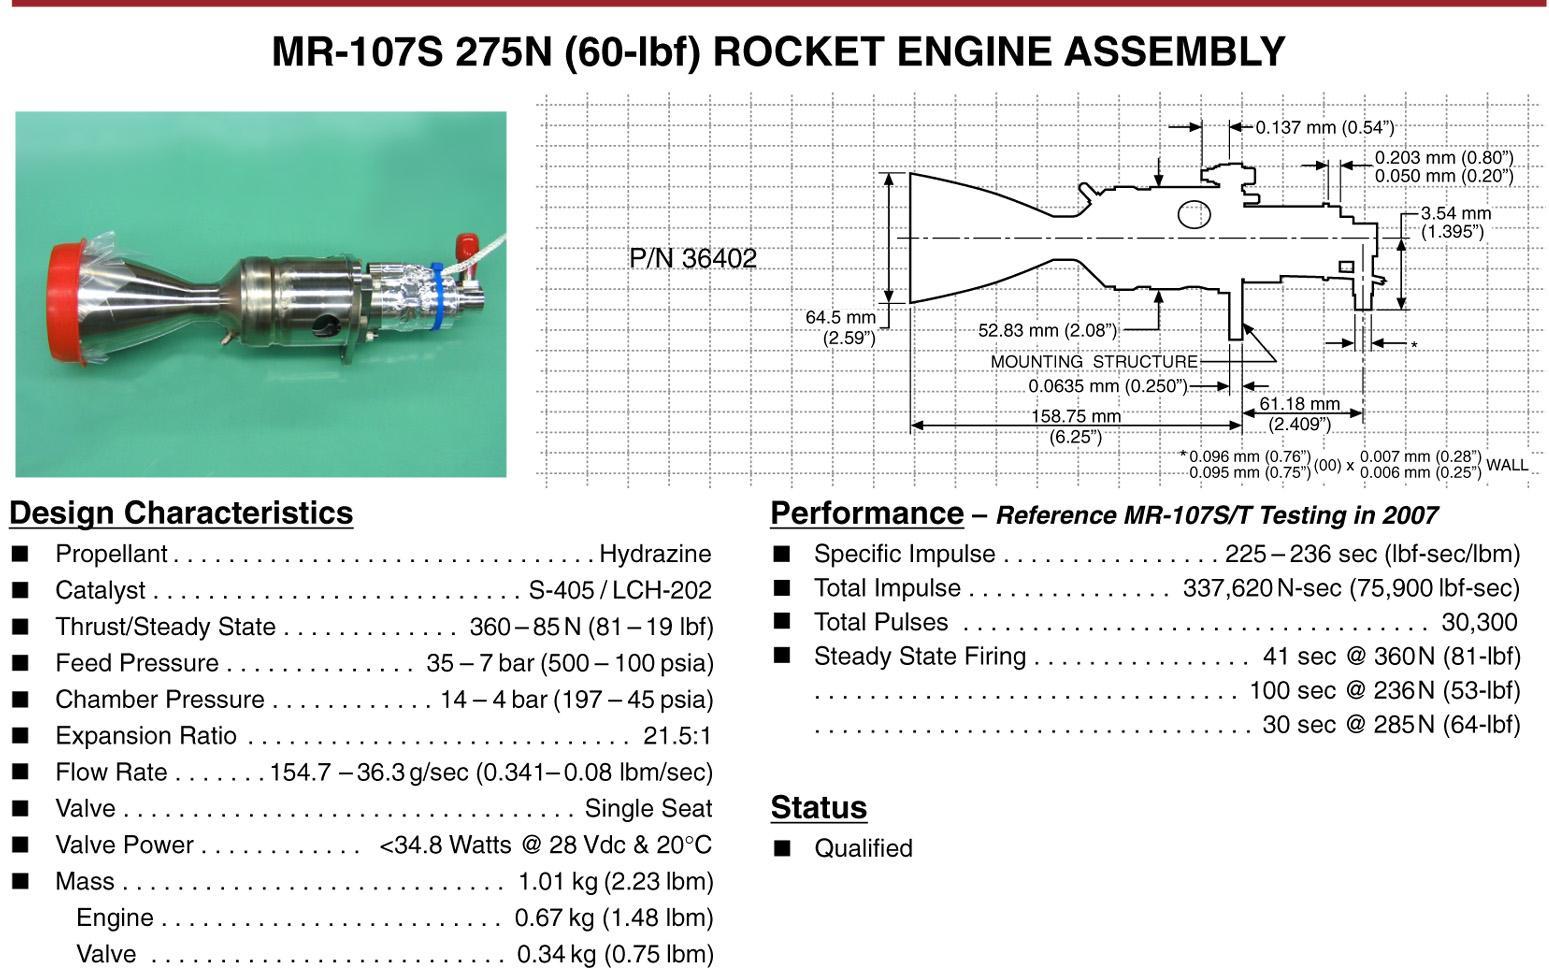 MR-107S 275N (60-lbf) ROCKET ENGINE ASSEMBLY
0.137 mm (0.54”)
0.203 mm (0.80”)
0.050 mm (0.20”)
3.54 mm
(1.395”)
P/N 36402
64.5 mm
(2.59”)
52.83 mm (2.08”)
MOUNTING STRUCTURE
0.0635 mm (0.250”)
61.18 mm
(2.409”)
158.75 mm
(6.25”)
*
* 0.096 mm (0.76”) (00) x 0.007 mm (0.28”) WALL
0.095 mm (0.75”) 0.006 mm (0.25”)
Design Characteristics
■ Propellant . . . . . . . . . . . . . . . . . . . . . . . . . . . . . . . Hydrazine
■ Catalyst . . . . . . . . . . . . . . . . . . . . . . . . . . . S-405 / LCH-202
■ Thrust/Steady State . . . . . . . . . . . . . 360 – 85 N (81 – 19 lbf)
■ Feed Pressure . . . . . . . . . . . . . . 35 – 7 bar (500 – 100 psia)
■ Chamber Pressure . . . . . . . . . . . . 14 – 4 bar (197 – 45 psia)
■ Expansion Ratio . . . . . . . . . . . . . . . . . . . . . . . . . . . . 21.5:1
■ Flow Rate . . . . . . . 154.7 – 36.3 g/sec (0.341– 0.08 lbm/sec)
■ Valve . . . . . . . . . . . . . . . . . . . . . . . . . . . . . . . . . Single Seat
■ Valve Power . . . . . . . . . . . . <34.8 Watts @ 28 Vdc & 20°C
■ Mass . . . . . . . . . . . . . . . . . . . . . . . . . . . . 1.01 kg (2.23 lbm)
Engine . . . . . . . . . . . . . . . . . . . . . . . . . 0.67 kg (1.48 lbm)
Valve . . . . . . . . . . . . . . . . . . . . . . . . . . 0.34 kg (0.75 lbm)
Performance – Reference MR-107S/T Testing in 2007
■ Specific Impulse . . . . . . . . . . . . . . . . 225 – 236 sec (lbf-sec/lbm)
■ Total Impulse . . . . . . . . . . . . . . . 337,620 N-sec (75,900 lbf-sec)
■ Total Pulses . . . . . . . . . . . . . . . . . . . . . . . . . . . . . . . . . . 30,300
■ Steady State Firing . . . . . . . . . . . . . . . . 41 sec @ 360N (81-lbf)
. . . . . . . . . . . . . . . . . . . . . . . . . . . . . . . 100 sec @ 236N (53-lbf)
. . . . . . . . . . . . . . . . . . . . . . . . . . . . . . . . 30 sec @ 285N (64-lbf)
Status
■ Qualified